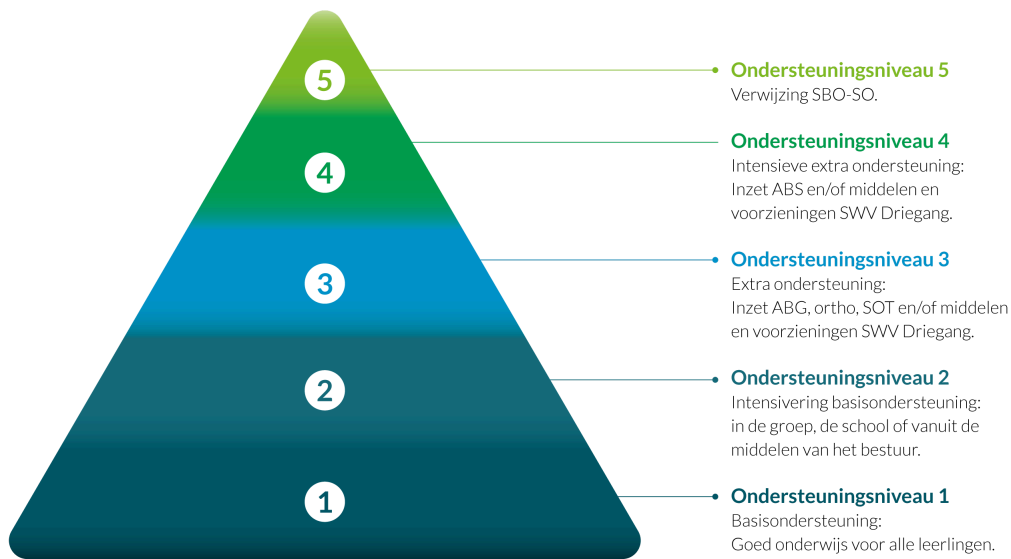 5
Ondersteuningsniveau 5
Verwijzing SBO-SO.
4
Ondersteuningsniveau 4
Intensieve extra ondersteuning:
Inzet ABS en/of middelen en
voorzieningen SWV Driegang.
3
Ondersteuningsniveau 3
Extra ondersteuning:
Inzet ABG, ortho, SOT en/of middelen
en voorzieningen SWV Driegang.
2
Ondersteuningsniveau 2
Intensivering basisondersteuning:
in de groep, de school of vanuit de
middelen van het bestuur.
1
Ondersteuningsniveau 1
Basisondersteuning:
Goed onderwijs voor alle leerlingen.